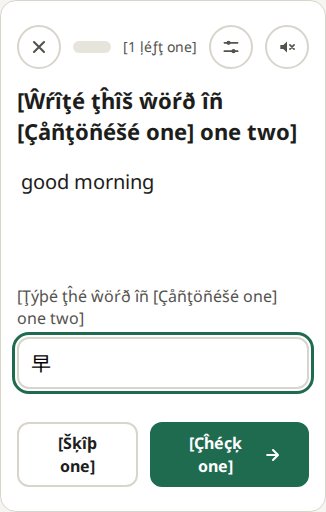 [1 ļéƒţ one]
[Ŵŕîţé ţĥîš ŵöŕð îñ
[Çåñţöñéšé one] one two]
good morning
[Ţýþé ţĥé ŵöŕð îñ [Çåñţöñéšé one]
one two]
早
[Šķîþ
one]
[Çĥéçķ
one]